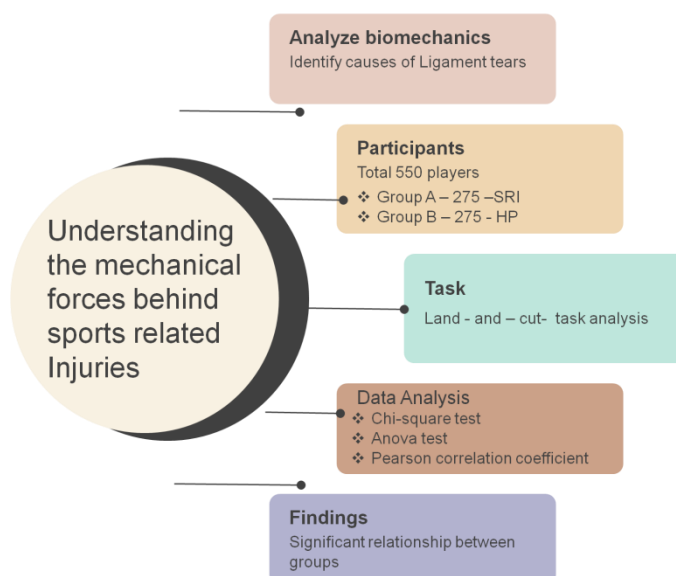 Analyze biomechanics
Identify causes of Ligament tears
Participants
Total 550 players
❖ Group A – 275 –SRI
❖ Group B – 275 - HP
Understanding
the mechanical
forces behind
sports related
Injuries
Task
Land - and – cut- task analysis
Data Analysis
❖ Chi-square test
❖ Anova test
❖ Pearson correlation coefficient
Findings
Significant relationship between
groups